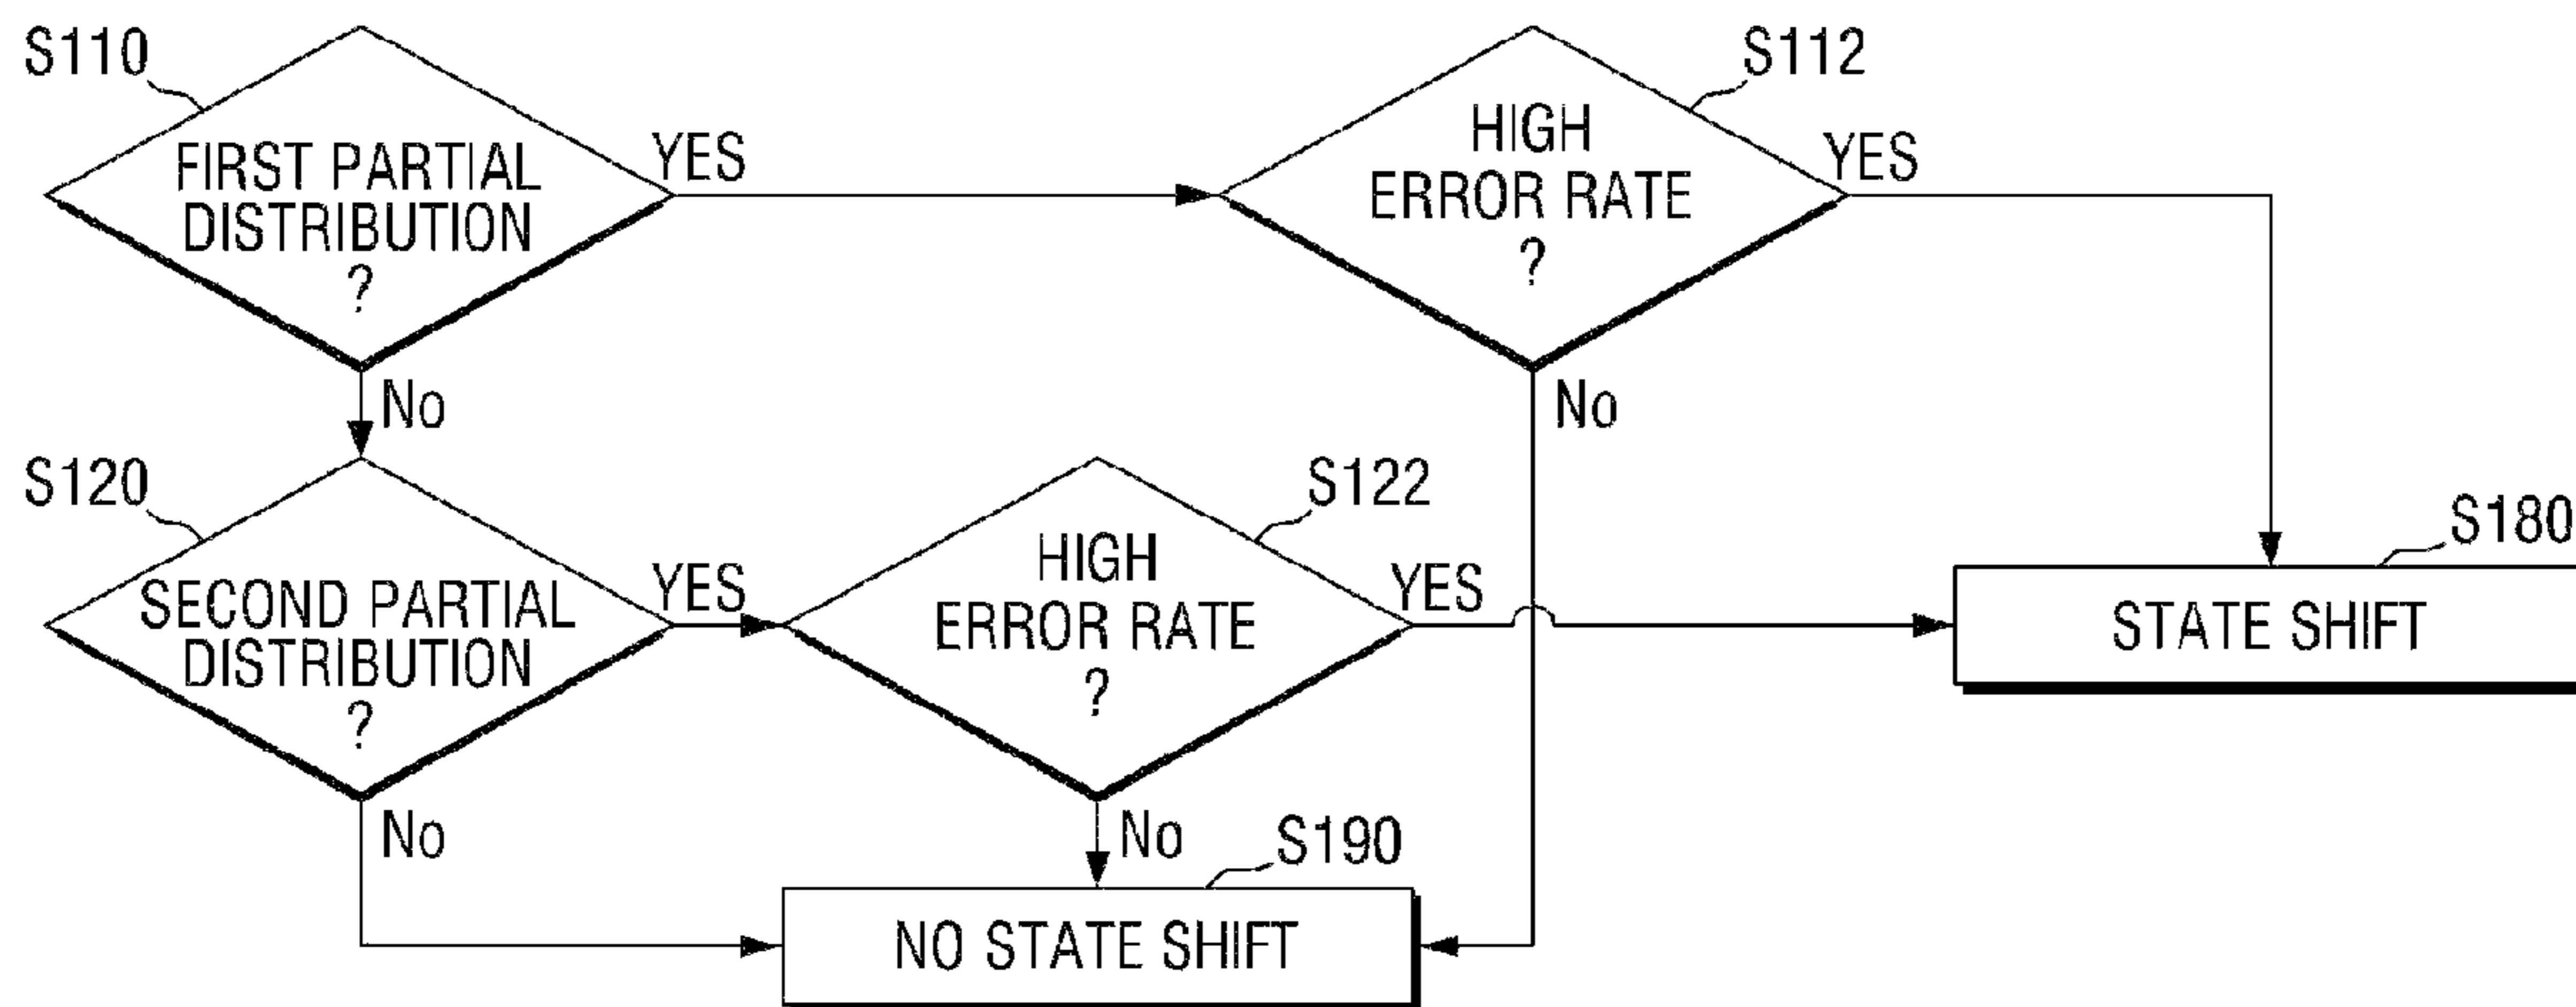 S110
FIRST PARTIAL
DISTRIBUTION
?
YES
No
S112
HIGH
ERROR RATE
?
YES
No
S120
SECOND PARTIAL
DISTRIBUTION
?
YES
No
S122
HIGH
ERROR RATE
?
YES
No
S180
STATE SHIFT
S190
NO STATE SHIFT